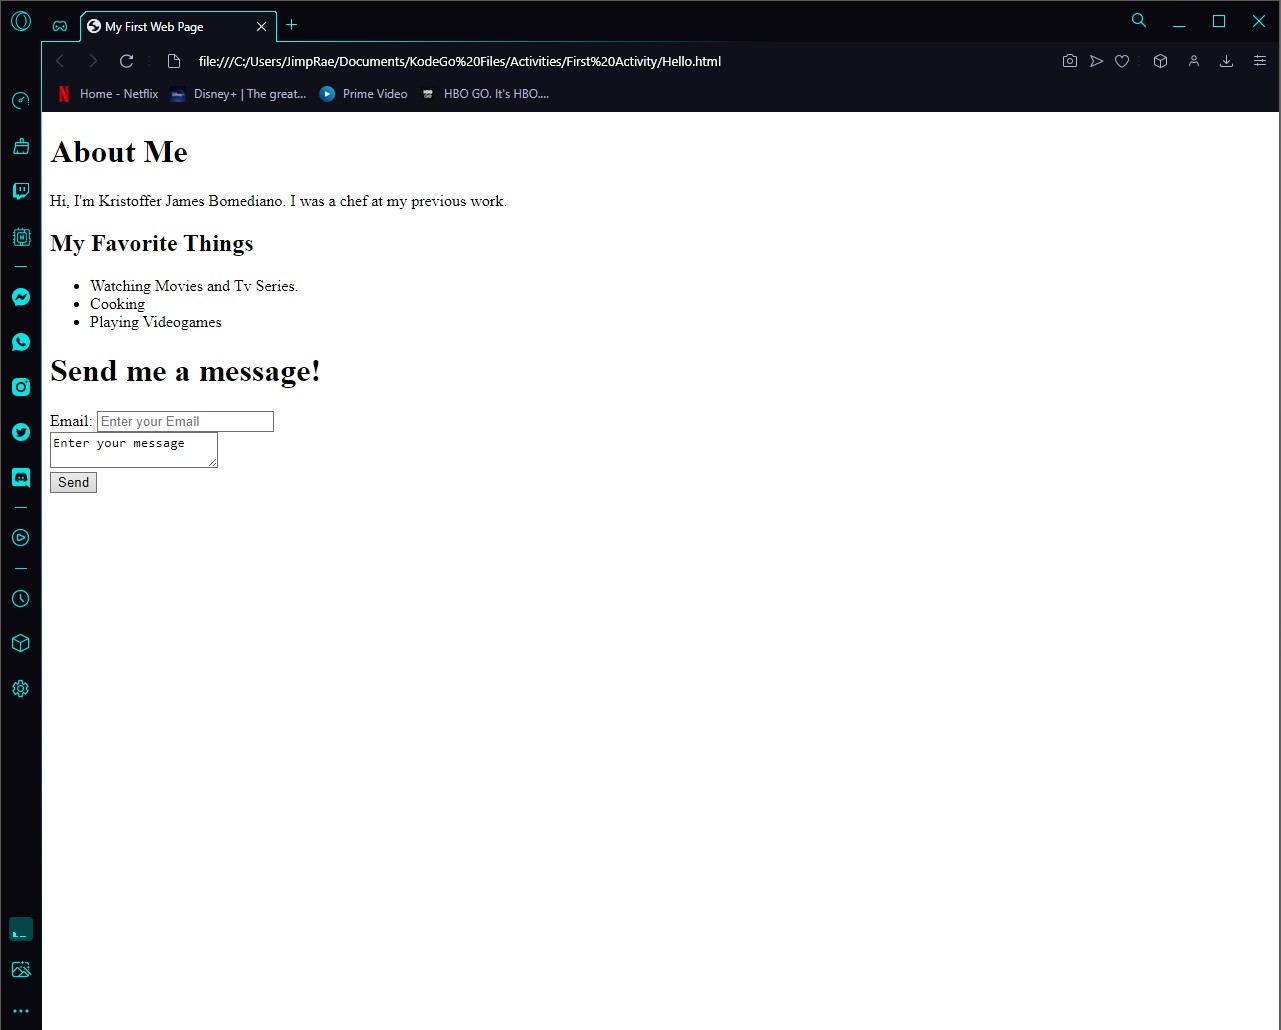 My First Web Page
file:///C:/Users/JimpRae/Documents/KodeGo%20Files/Activities/First%20Activity/Hello.html
Home - Netflix Disney+ | The great... Prime Video HBO GO. It's HBO....
About Me
Hi, I'm Kristoffer James Bomediano. I was a chef at my previous work.
My Favorite Things
Watching Movies and Tv Series.
Cooking
Playing Videogames
Send me a message!
Email: Enter your Email
Enter your message
Send